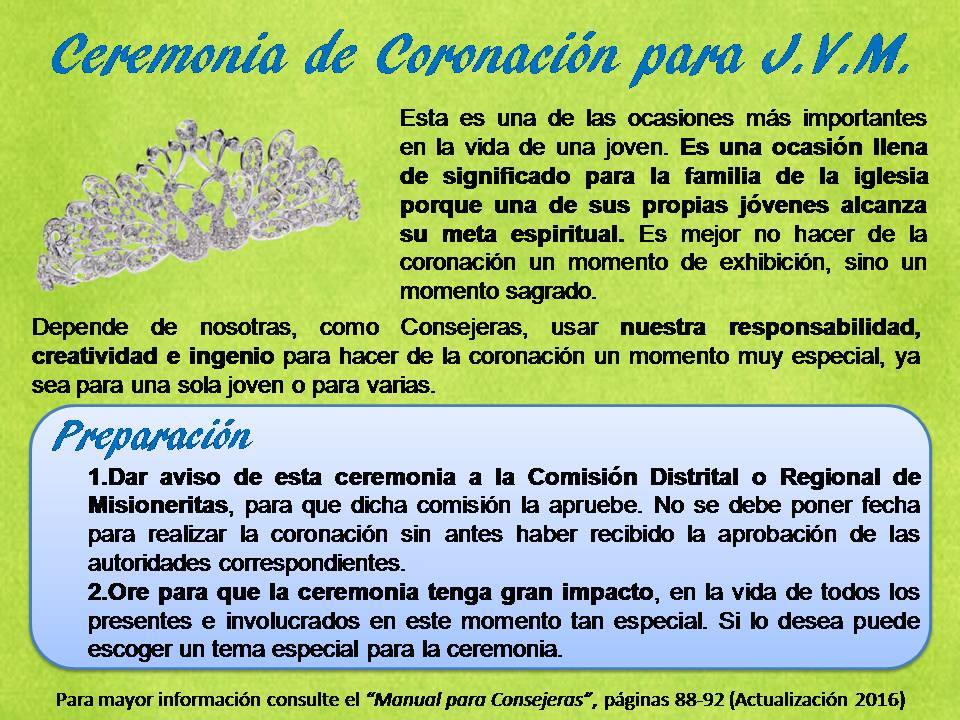 Ceremonia de Coronación para J.V.M.
Esta es una de las ocasiones más importantes
en la vida de una joven. Es una ocasión llena
de significado para la familia de la iglesia
porque una de sus propias jóvenes alcanza
su meta espiritual. Es mejor no hacer de la
coronación un momento de exhibición, sino un
momento sagrado.
Depende de nosotras, como Consejeras, usar nuestra responsabilidad,
creatividad e ingenio para hacer de la coronación un momento muy especial, ya
sea para una sola joven o para varias.
Preparación
1.Dar aviso de esta ceremonia a la Comisión Distrital o Regional de
Misioneritas, para que dicha comisión la apruebe. No se debe poner fecha
para realizar la coronación sin antes haber recibido la aprobación de las
autoridades correspondientes.
2.Ore para que la ceremonia tenga gran impacto, en la vida de todos los
presentes e involucrados en este momento tan especial. Si lo desea puede
escoger un tema especial para la ceremonia.
Para mayor información consulte el “Manual para Consejeras”, páginas 88-92 (Actualización 2016)